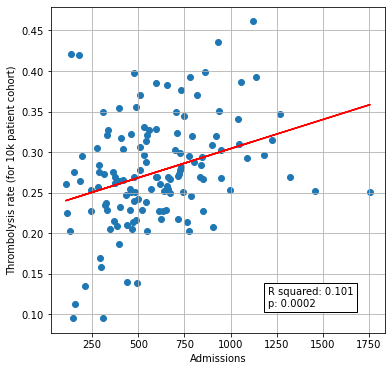 0.45
0.40
0.35
0.30
0.25
0.20
0.15
0.10
Thrombolysis rate (for 10k patient cohort)
R squared: 0.101
p: 0.0002
250 500 750 1000 1250 1500 1750
Admissions